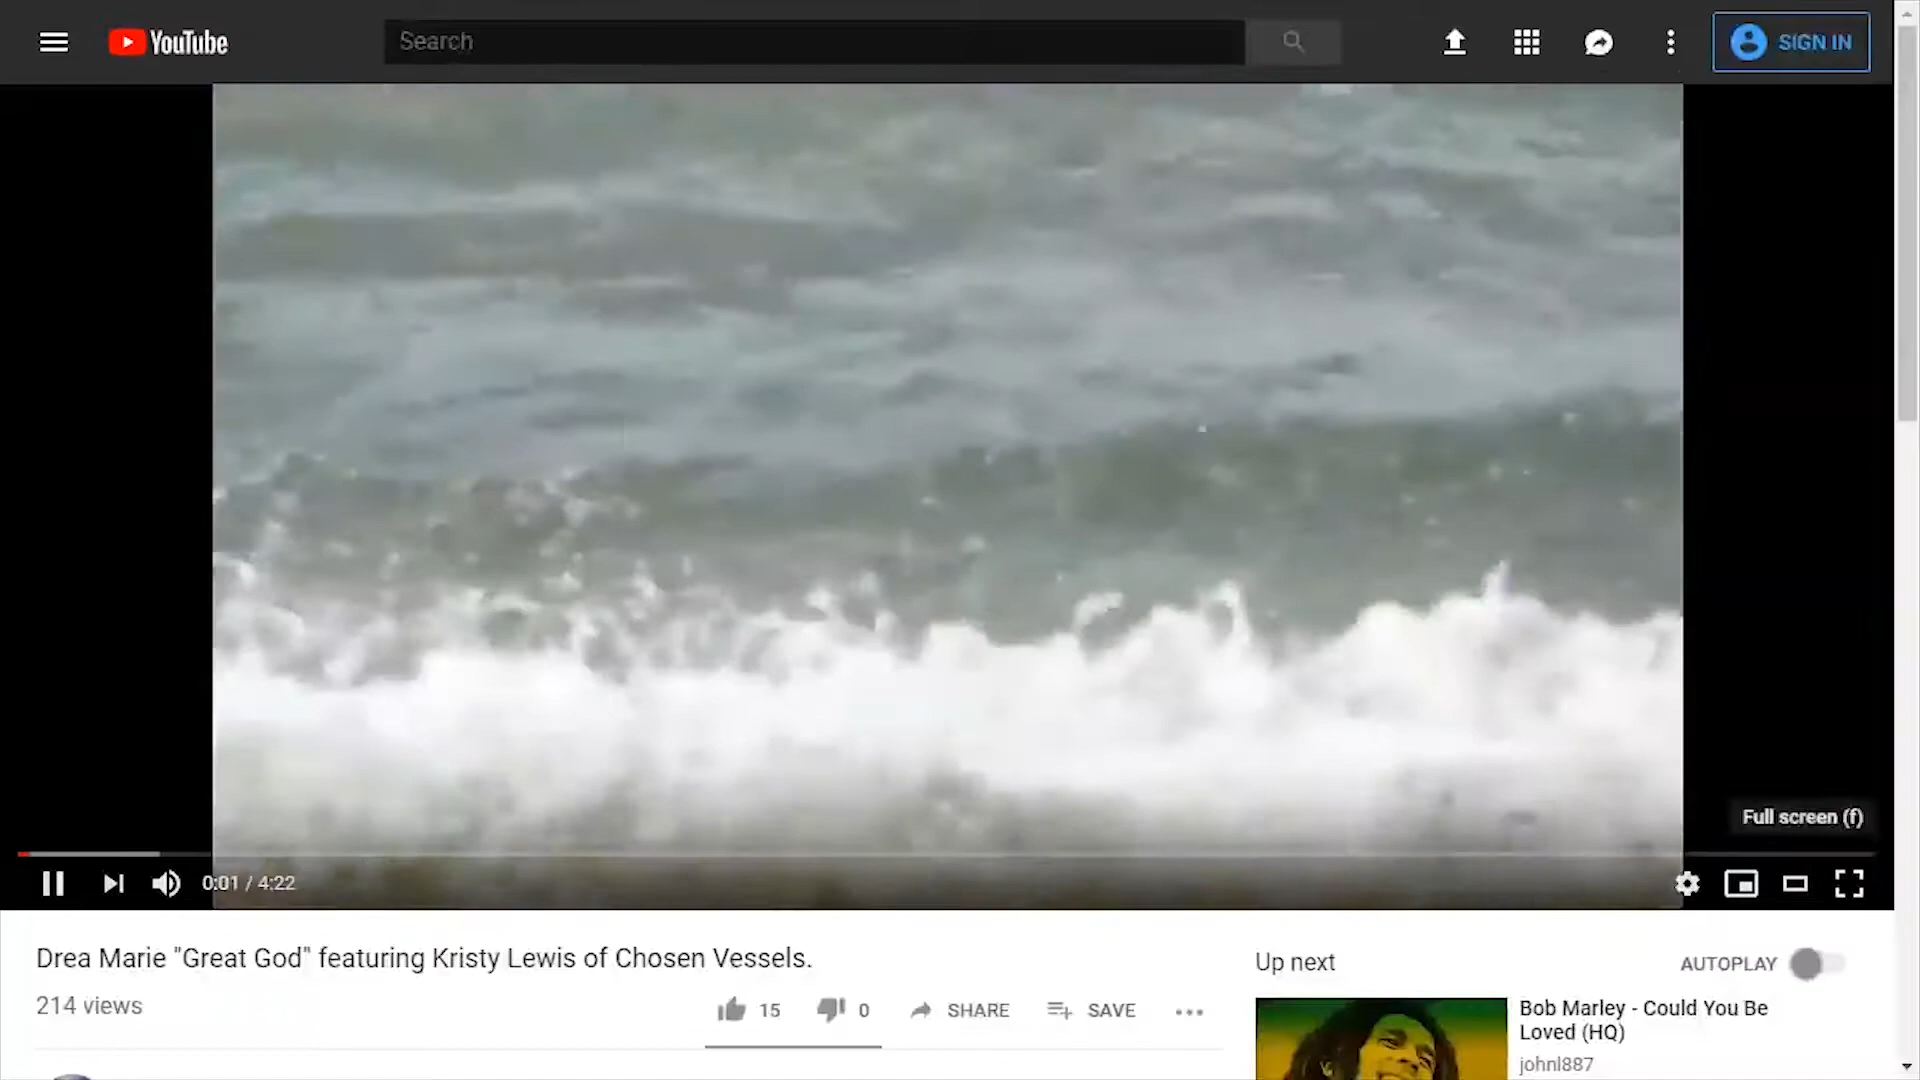 YouTube
Search
SIGN IN
Full screen (f)
0:01 / 4:22
Drea Marie "Great God" featuring Kristy Lewis of Chosen Vessels.
214 views
15
0
SHARE
SAVE
Up next
AUTOPLAY
Bob Marley - Could You Be
Loved (HQ)
johnl887